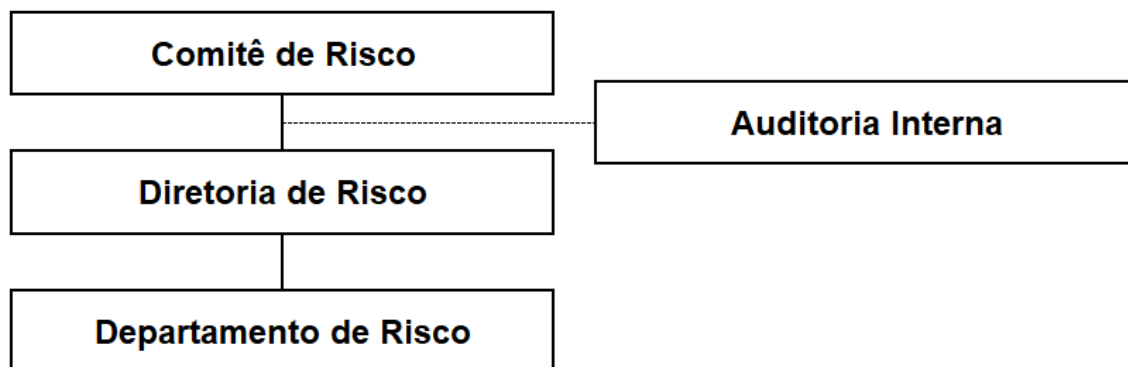 Comitê de Risco
Auditoria Interna
Diretoria de Risco
Departamento de Risco